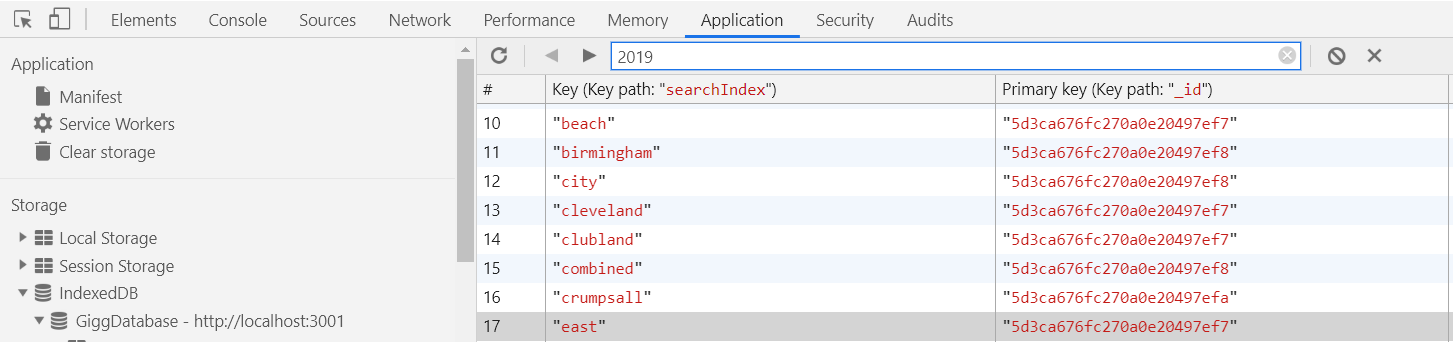 Elements Console Sources Network Performance Memory Application Security Audits
Application
Manifest
Service Workers
Clear storage
Storage
Local Storage
Session Storage
IndexedDB
GiggDatabase - http://localhost:3001
2019
# Key (Key path: "searchIndex") Primary key (Key path: "_id")
10 "beach" "5d3ca676fc270a0e20497ef7"
11 "birmingham" "5d3ca676fc270a0e20497ef8"
12 "city" "5d3ca676fc270a0e20497ef8"
13 "cleveland" "5d3ca676fc270a0e20497ef7"
14 "clubland" "5d3ca676fc270a0e20497ef7"
15 "combined" "5d3ca676fc270a0e20497ef8"
16 "crumpsall" "5d3ca676fc270a0e20497efa"
17 "east" "5d3ca676fc270a0e20497ef7"